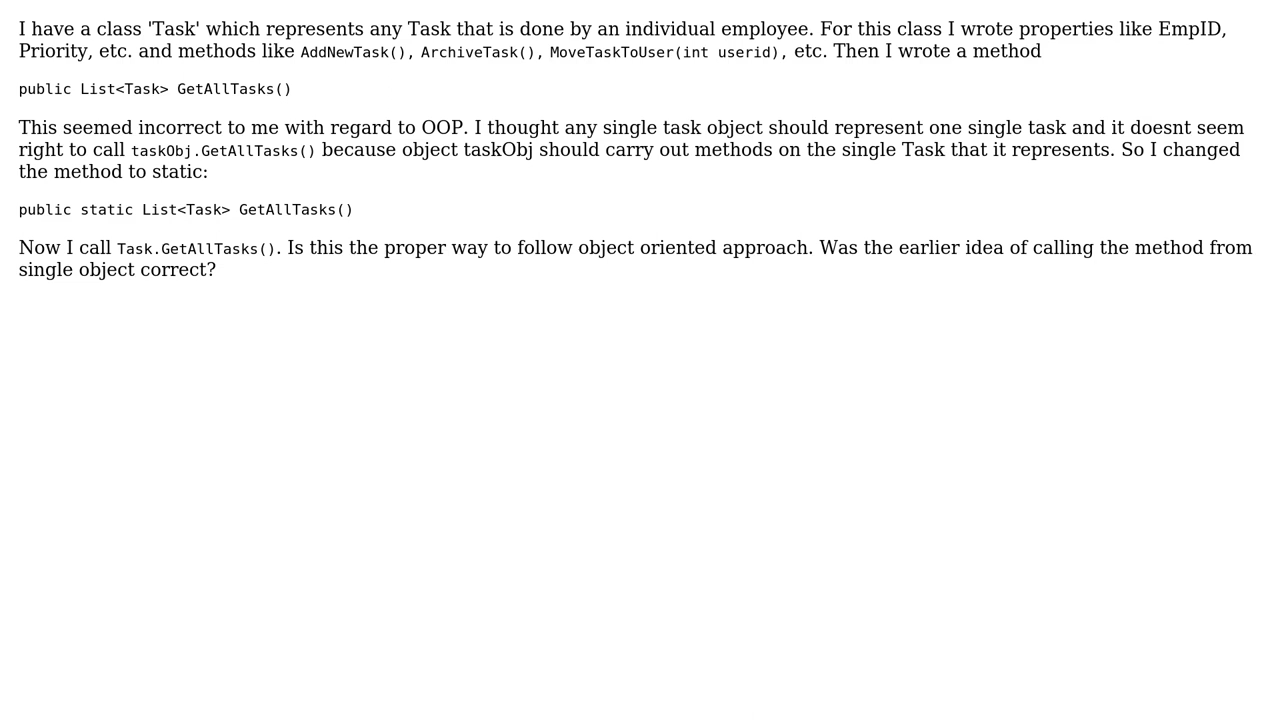 I have a class 'Task' which represents any Task that is done by an individual employee. For this class I wrote properties like EmpID,
Priority, etc. and methods like AddNewTask(), ArchiveTask(), MoveTaskToUser(int userid), etc. Then I wrote a method
public List<Task> GetAllTasks()
This seemed incorrect to me with regard to OOP. I thought any single task object should represent one single task and it doesnt seem
right to call taskObj.GetAllTasks() because object taskObj should carry out methods on the single Task that it represents. So I changed
the method to static:
public static List<Task> GetAllTasks()
Now I call Task.GetAllTasks(). Is this the proper way to follow object oriented approach. Was the earlier idea of calling the method from
single object correct?